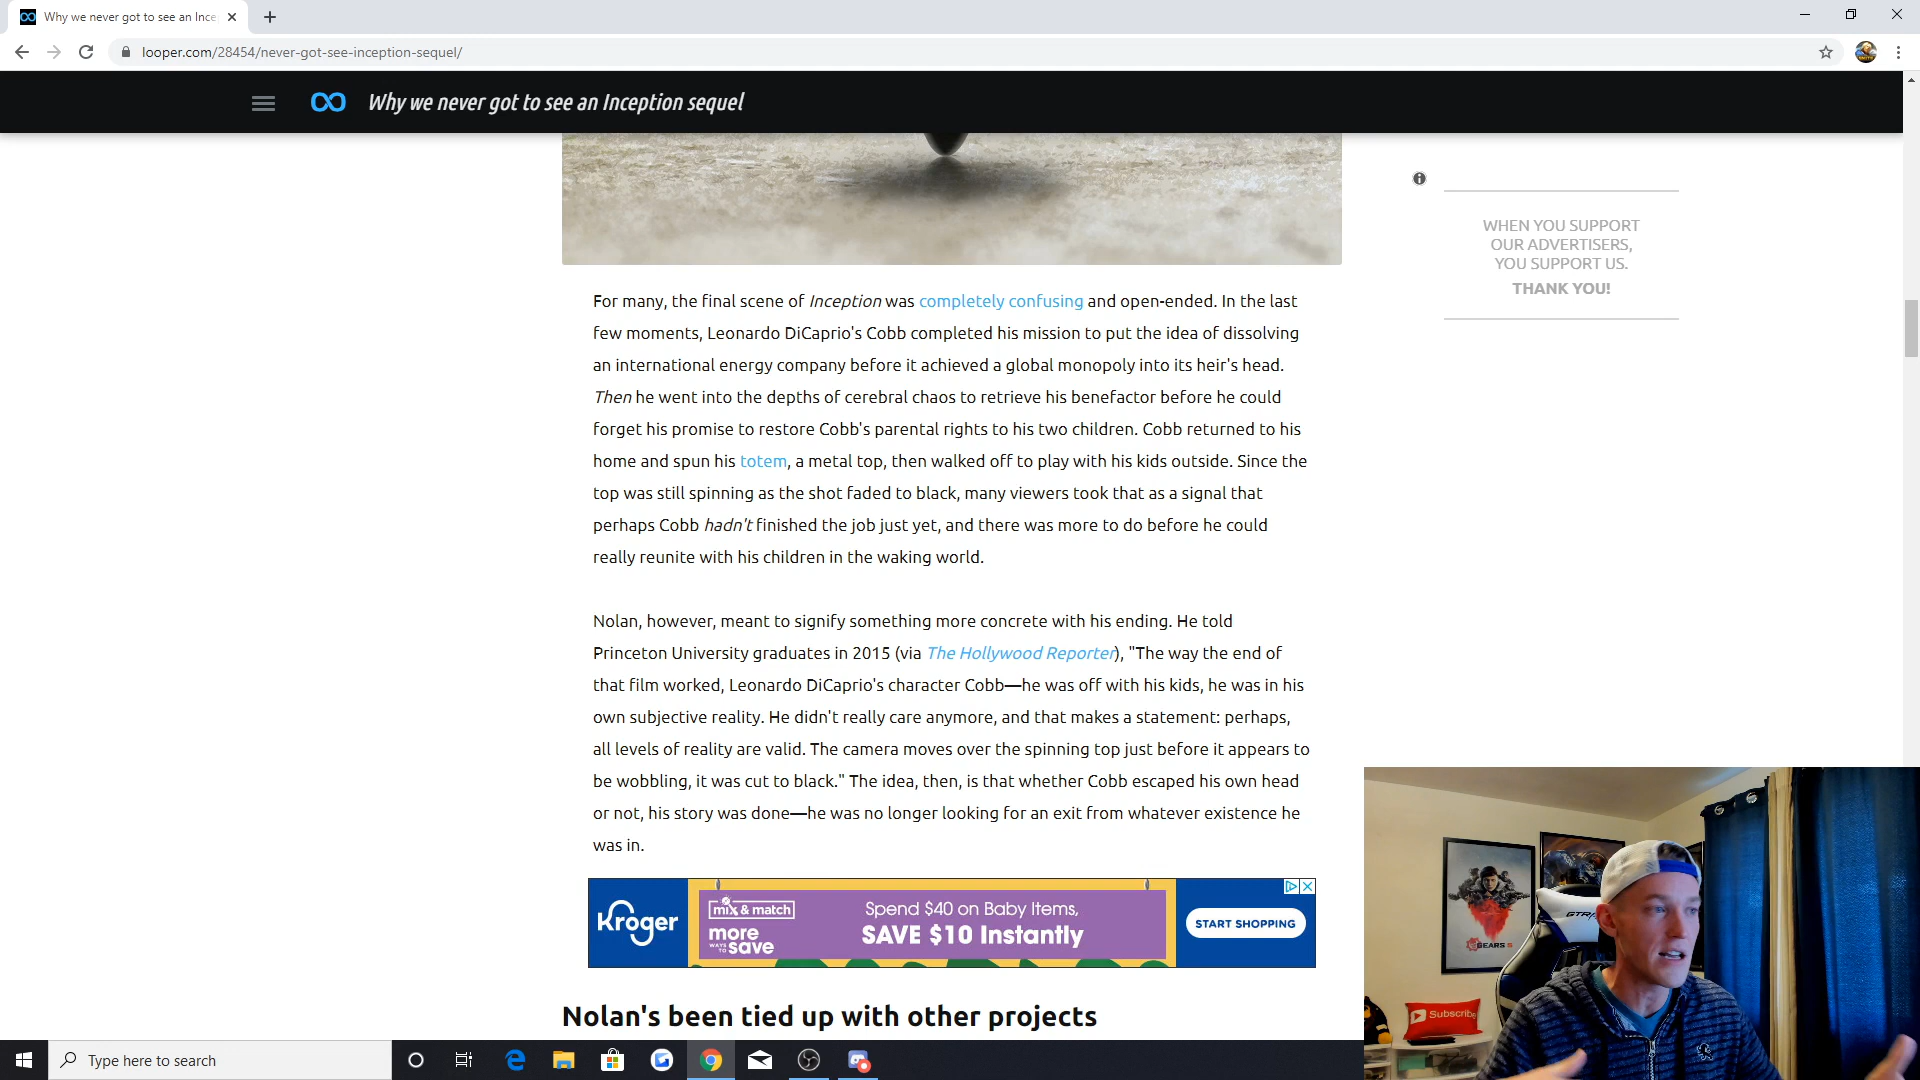 Why we never got to see an Ince
looper.com/28454/never-got-see-inception-sequel/
Why we never got to see an Inception sequel
WHEN YOU SUPPORT
OUR ADVERTISERS,
YOU SUPPORT US.
THANK YOU!
For many, the final scene of Inception was completely confusing and open-ended. In the last
few moments, Leonardo DiCaprio's Cobb completed his mission to put the idea of dissolving
an international energy company before it achieved a global monopoly into its heir's head.
Then he went into the depths of cerebral chaos to retrieve his benefactor before he could
forget his promise to restore Cobb's parental rights to his two children. Cobb returned to his
home and spun his totem, a metal top, then walked off to play with his kids outside. Since the
top was still spinning as the shot faded to black, many viewers took that as a signal that
perhaps Cobb hadn't finished the job just yet, and there was more to do before he could
really reunite with his children in the waking world.
Nolan, however, meant to signify something more concrete with his ending. He told
Princeton University graduates in 2015 (via The Hollywood Reporter), "The way the end of
that film worked, Leonardo DiCaprio's character Cobb—he was off with his kids, he was in his
own subjective reality. He didn't really care anymore, and that makes a statement: perhaps,
all levels of reality are valid. The camera moves over the spinning top just before it appears to
be wobbling, it was cut to black." The idea, then, is that whether Cobb escaped his own head
or not, his story was done—he was no longer looking for an exit from whatever existence he
was in.
Kroger
mix & match
more
ways to
save
Spend $40 on Baby Items,
SAVE $10 Instantly
START SHOPPING
Nolan's been tied up with other projects
GEARS 5
GTR
Subscribe
Type here to search